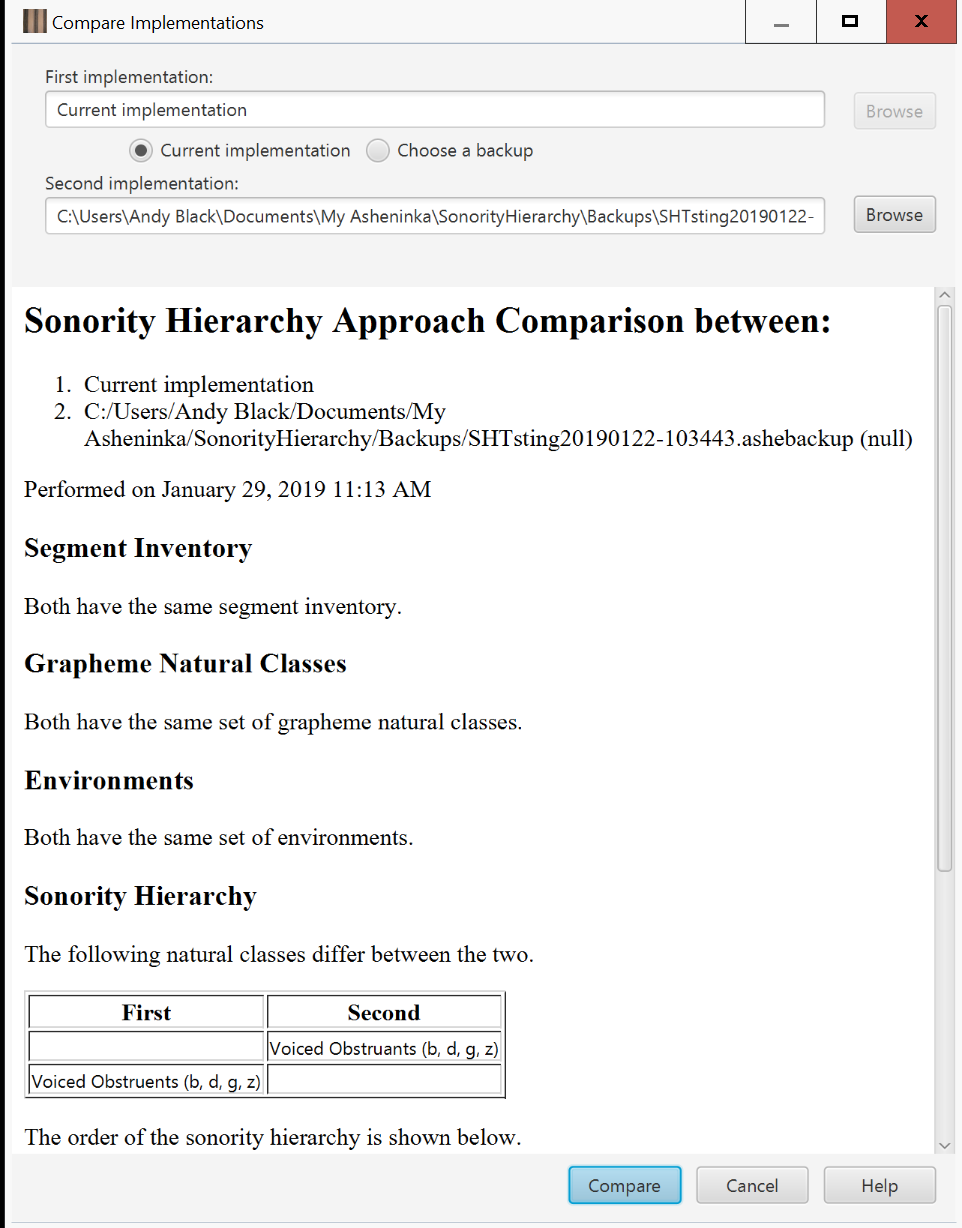 Compare Implementations
First implementation:
Current implementation
Browse
Current implementation Choose a backup
Second implementation:
C:\Users\Andy Black\Documents\My Asheninka\SonorityHierarchy\Backups\SHTsting20190122-
Browse
Sonority Hierarchy Approach Comparison between:
1. Current implementation
2. C:/Users/Andy Black/Documents/My
Asheninka/SonorityHierarchy/Backups/SHTsting20190122-103443.ashebackup (null)
Performed on January 29, 2019 11:13 AM
Segment Inventory
Both have the same segment inventory.
Grapheme Natural Classes
Both have the same set of grapheme natural classes.
Environments
Both have the same set of environments.
Sonority Hierarchy
The following natural classes differ between the two.
First Second
Voiced Obstruants (b, d, g, z)
Voiced Obstruents (b, d, g, z)
The order of the sonority hierarchy is shown below.
Compare Cancel Help